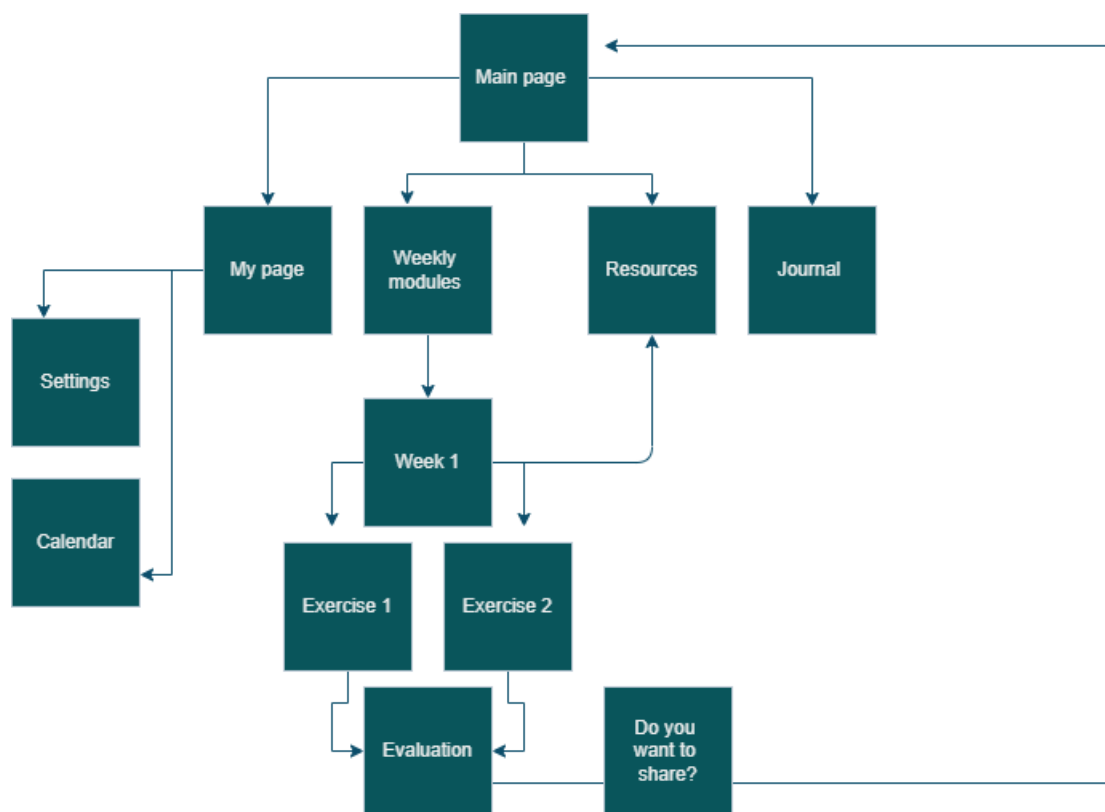 Main page
My page
Weekly
modules
Resources
Journal
Settings
Week 1
Calendar
Exercise 1
Exercise 2
Evaluation
Do you
want to
share?